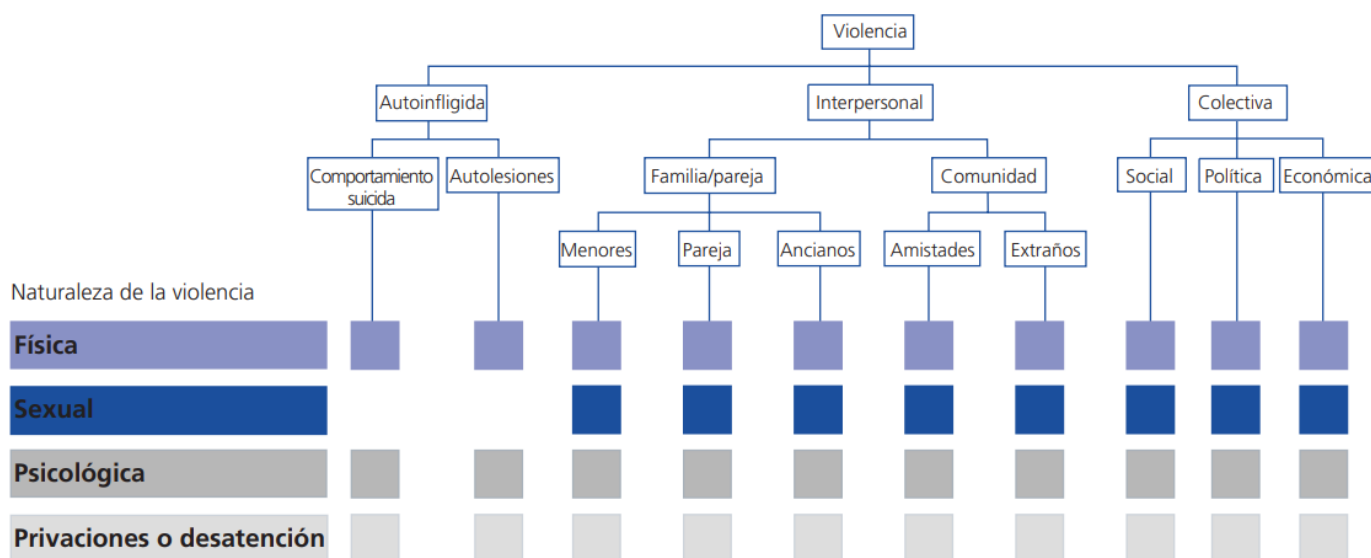 Violencia
Autoinfligida
Interpersonal
Colectiva
Comportamiento
suicida
Autolesiones
Familia/pareja
Comunidad
Social
Política
Económica
Menores
Pareja
Ancianos
Amistades
Extraños
Naturaleza de la violencia
Física
Sexual
Psicológica
Privaciones o desatención